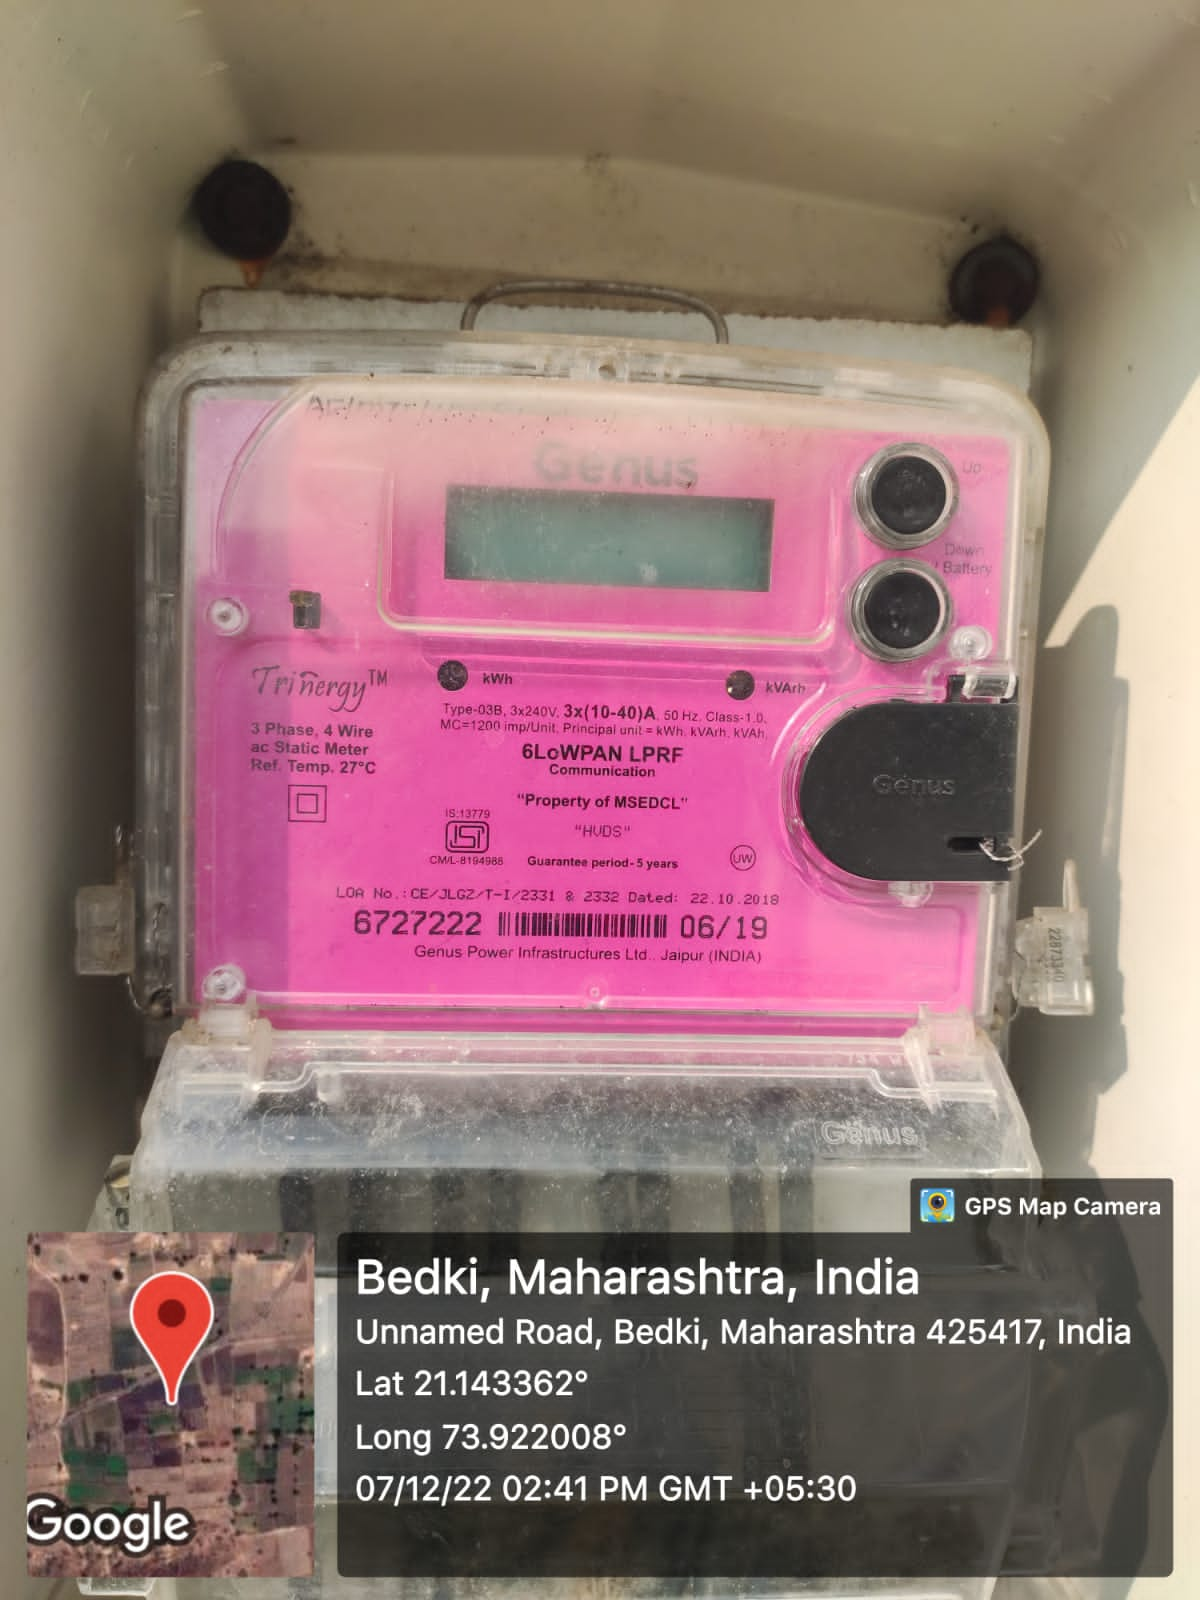 Genus
Up
Down
/ Battery
Trinergy™
kWh
kVArh
Type-03B, 3x240V, 3x(10-40)A, 50 Hz, Class-1.0,
MC=1200 imp/Unit, Principal unit = kWh, kVArh, kVAh,
3 Phase, 4 Wire
ac Static Meter
Ref. Temp. 27°C
6LoWPAN LPRF
Communication
"Property of MSEDCL"
"HVDS"
IS:13779
CM/L-8194986
Guarantee period - 5 years
UW
Genus
LOA No.:CE/JLGZ/T-I/2331 & 2332 Dated: 22.10.2018
6727222 06/19
Genus Power Infrastructures Ltd., Jaipur (INDIA)
Genus
GPS Map Camera
Bedki, Maharashtra, India
Unnamed Road, Bedki, Maharashtra 425417, India
Lat 21.143362°
Long 73.922008°
07/12/22 02:41 PM GMT +05:30
Google